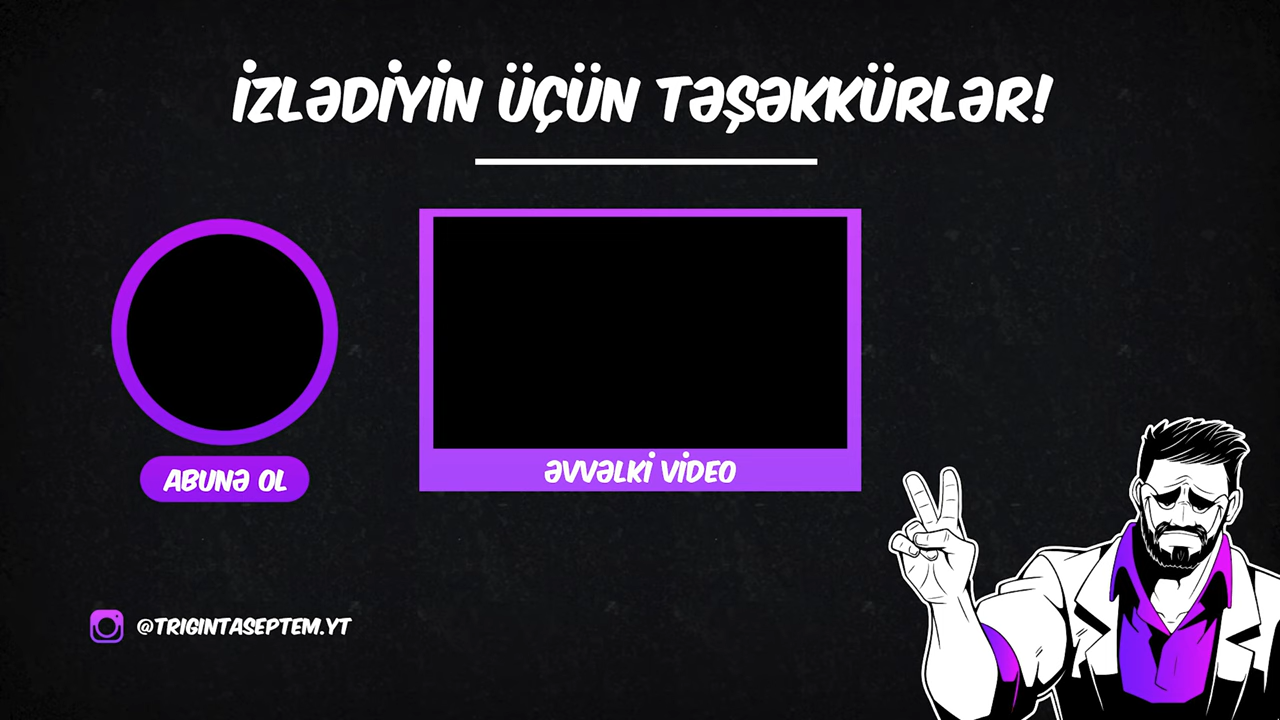 İZLƏDİYİN ÜÇÜN TƏŞƏKKÜRLƏR!
ABUNƏ OL
ƏVVƏLKİ VİDEO
@TRIGINTASEPTEM.YT